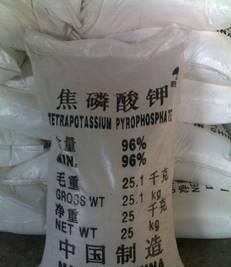 焦磷酸钾
TETRAPOTASSIUM PYROPHOSPHATE
含量 96%
MIN. 96%
毛重 25.1 千克
GROSS WT 25.1 kg
净重 25 千克
NET WT 25 kg
中国制造